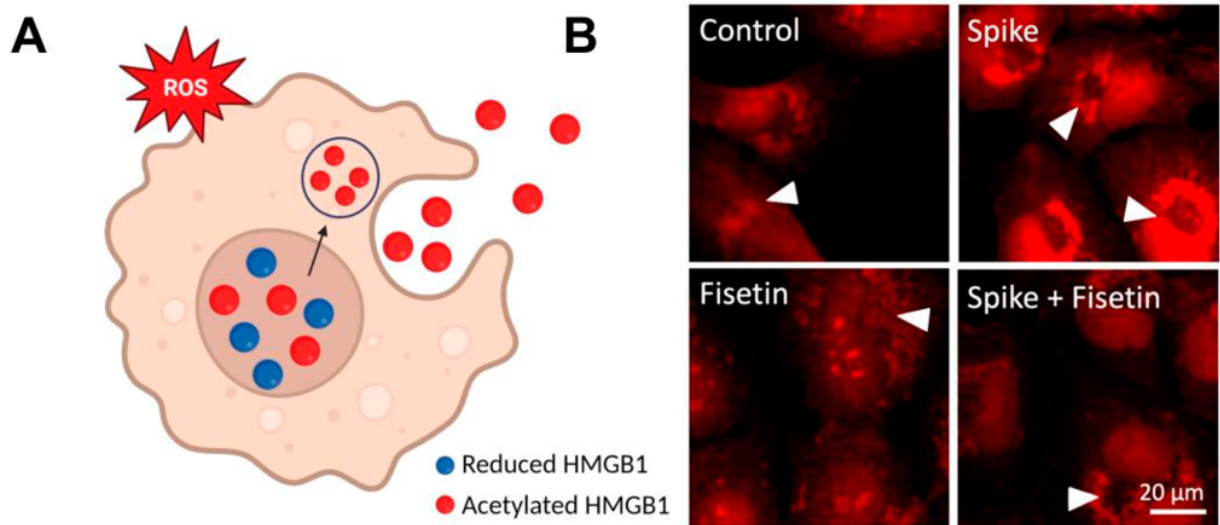 A
B
ROS
Control
Spike
Fisetin
Spike + Fisetin
Reduced HMGB1
Acetylated HMGB1
20 µm